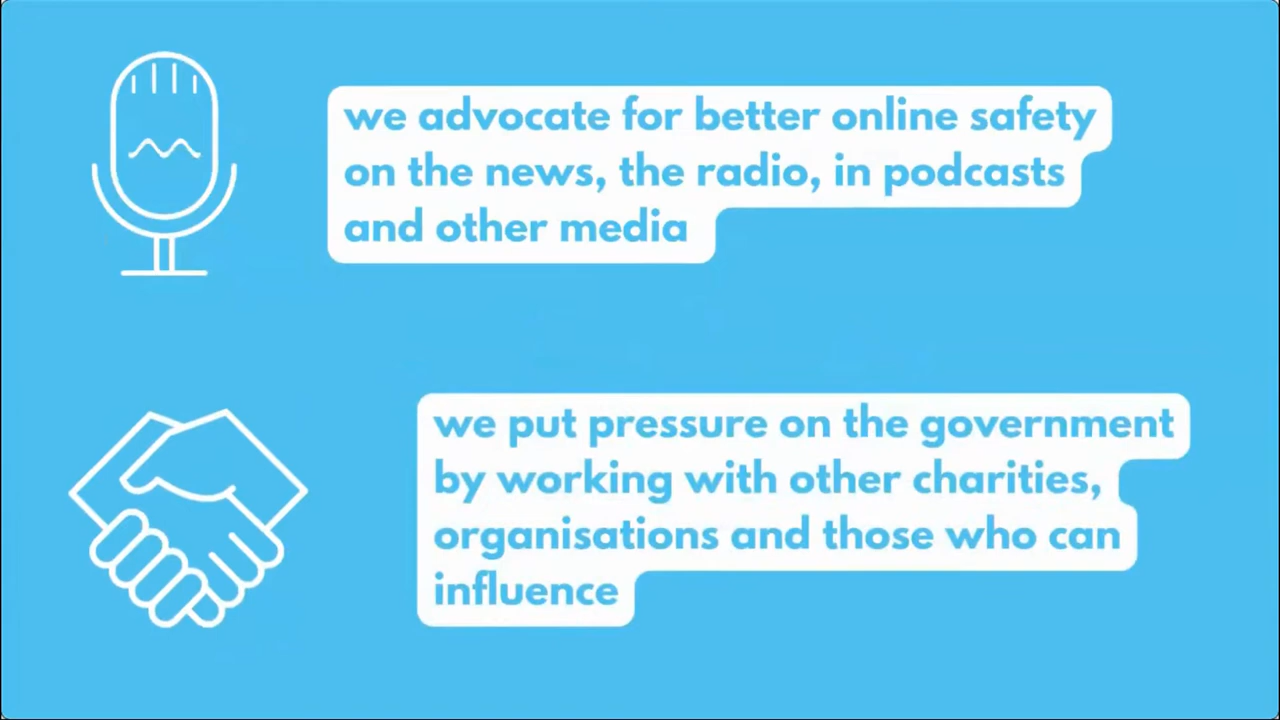 we advocate for better online safety
on the news, the radio, in podcasts
and other media
we put pressure on the government
by working with other charities,
organisations and those who can
influence